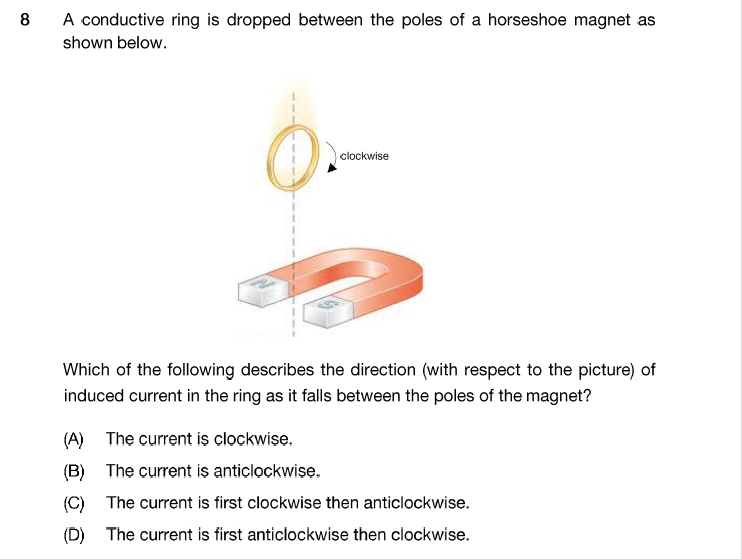 8 A conductive ring is dropped between the poles of a horseshoe magnet as
shown below.
clockwise
N
S
Which of the following describes the direction (with respect to the picture) of
induced current in the ring as it falls between the poles of the magnet?
(A) The current is clockwise.
(B) The current is anticlockwise.
(C) The current is first clockwise then anticlockwise.
(D) The current is first anticlockwise then clockwise.